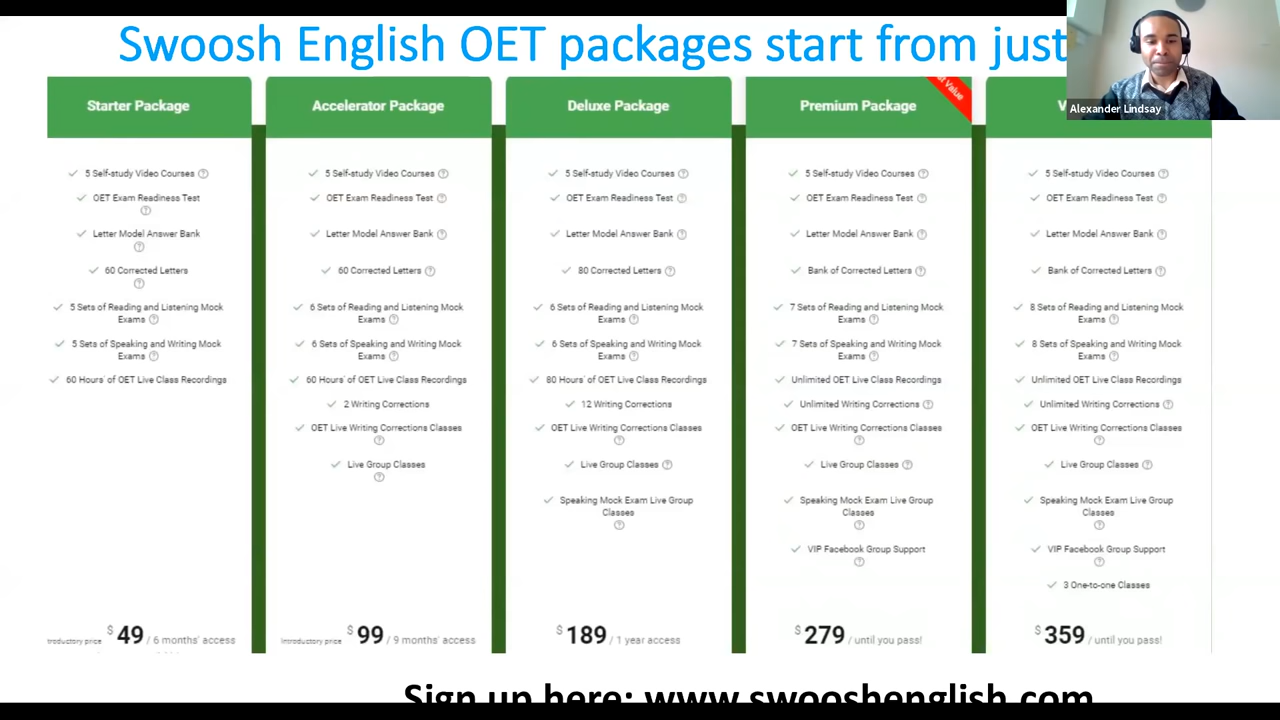 Swoosh English OET packages start from just
Alexander Lindsay
Starter Package
5 Self-study Video Courses
OET Exam Readiness Test
Letter Model Answer Bank
60 Corrected Letters
5 Sets of Reading and Listening Mock
Exams
5 Sets of Speaking and Writing Mock
Exams
60 Hours' of OET Live Class Recordings
troductory price $ 49 / 6 months' access
Accelerator Package
5 Self-study Video Courses
OET Exam Readiness Test
Letter Model Answer Bank
60 Corrected Letters
6 Sets of Reading and Listening Mock
Exams
6 Sets of Speaking and Writing Mock
Exams
60 Hours' of OET Live Class Recordings
2 Writing Corrections
OET Live Writing Corrections Classes
Live Group Classes
Introductory price $ 99 / 9 months' access
Deluxe Package
5 Self-study Video Courses
OET Exam Readiness Test
Letter Model Answer Bank
80 Corrected Letters
6 Sets of Reading and Listening Mock
Exams
6 Sets of Speaking and Writing Mock
Exams
80 Hours' of OET Live Class Recordings
12 Writing Corrections
OET Live Writing Corrections Classes
Live Group Classes
Speaking Mock Exam Live Group
Classes
$ 189 / 1 year access
Premium Package
Value
5 Self-study Video Courses
OET Exam Readiness Test
Letter Model Answer Bank
Bank of Corrected Letters
7 Sets of Reading and Listening Mock
Exams
7 Sets of Speaking and Writing Mock
Exams
Unlimited OET Live Class Recordings
Unlimited Writing Corrections
OET Live Writing Corrections Classes
Live Group Classes
Speaking Mock Exam Live Group
Classes
VIP Facebook Group Support
$ 279 / until you pass!
5 Self-study Video Courses
OET Exam Readiness Test
Letter Model Answer Bank
Bank of Corrected Letters
8 Sets of Reading and Listening Mock
Exams
8 Sets of Speaking and Writing Mock
Exams
Unlimited OET Live Class Recordings
Unlimited Writing Corrections
OET Live Writing Corrections Classes
Live Group Classes
Speaking Mock Exam Live Group
Classes
VIP Facebook Group Support
3 One-to-one Classes
$ 359 / until you pass!
Sign up here: www.swooshenglish.com